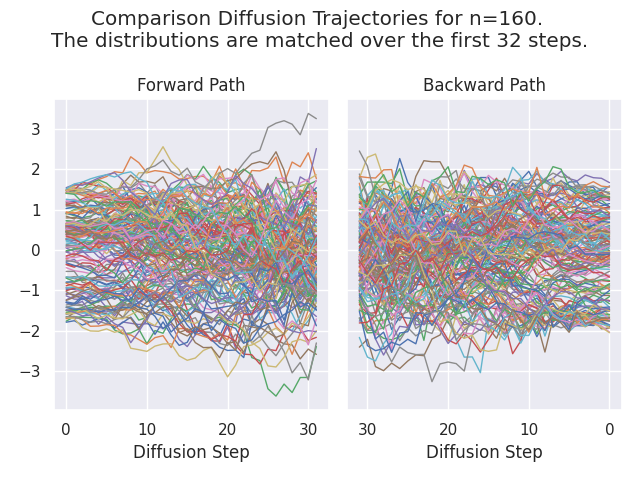 Comparison Diffusion Trajectories for n=160.
The distributions are matched over the first 32 steps.
Forward Path
Backward Path
3
2
1
0
−1
−2
−3
0 10 20 30
30 20 10 0
Diffusion Step
Diffusion Step